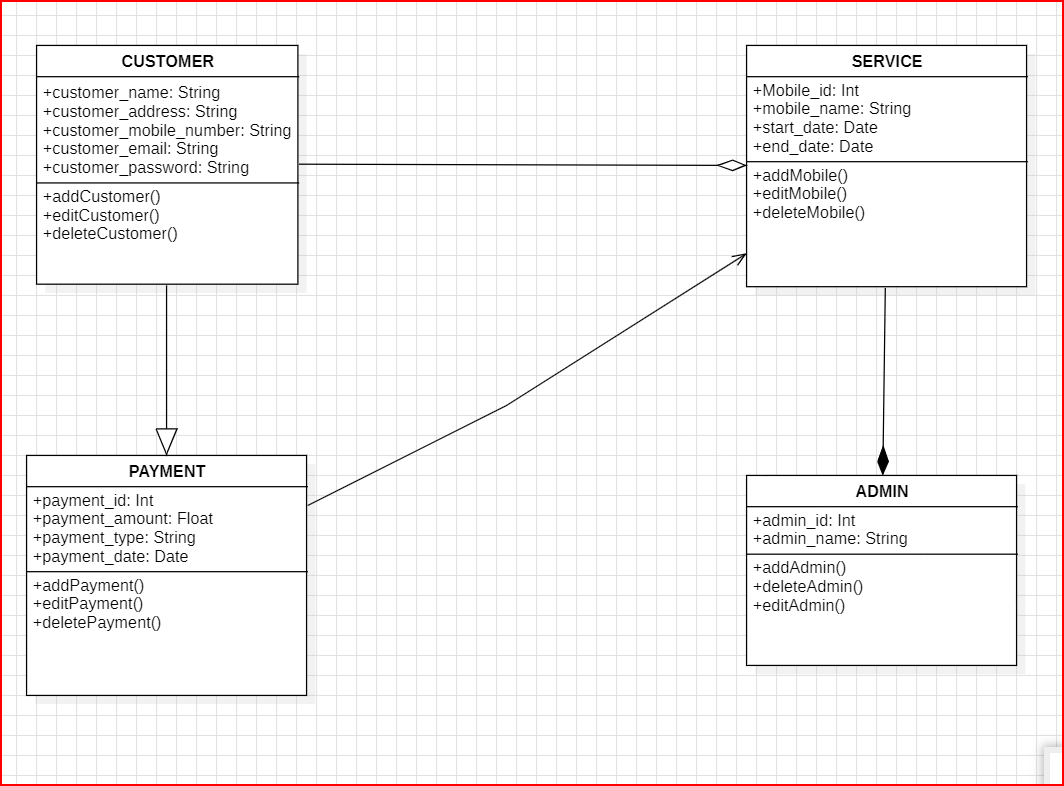 CUSTOMER
+customer_name: String
+customer_address: String
+customer_mobile_number: String
+customer_email: String
+customer_password: String
+addCustomer()
+editCustomer()
+deleteCustomer()
SERVICE
+Mobile_id: Int
+mobile_name: String
+start_date: Date
+end_date: Date
+addMobile()
+editMobile()
+deleteMobile()
PAYMENT
+payment_id: Int
+payment_amount: Float
+payment_type: String
+payment_date: Date
+addPayment()
+editPayment()
+deletePayment()
ADMIN
+admin_id: Int
+admin_name: String
+addAdmin()
+deleteAdmin()
+editAdmin()